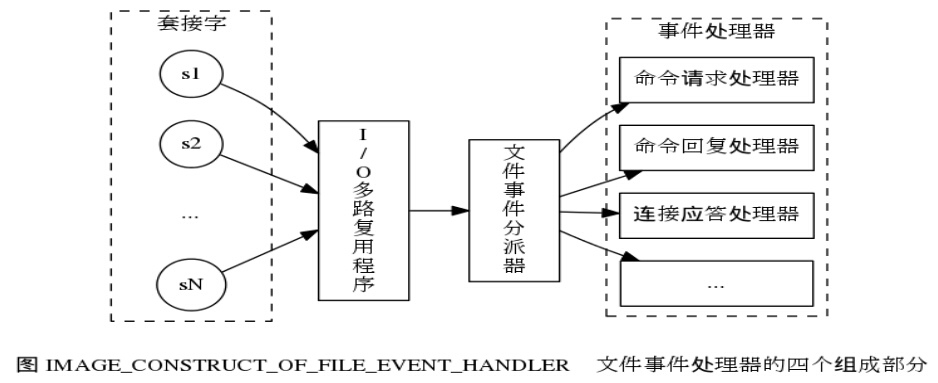 套接字
s1
s2
...
sN
I/O多路复用程序
文件事件分派器
事件处理器
命令请求处理器
命令回复处理器
连接应答处理器
...
图 IMAGE_CONSTRUCT_OF_FILE_EVENT_HANDLER 文件事件处理器的四个组成部分